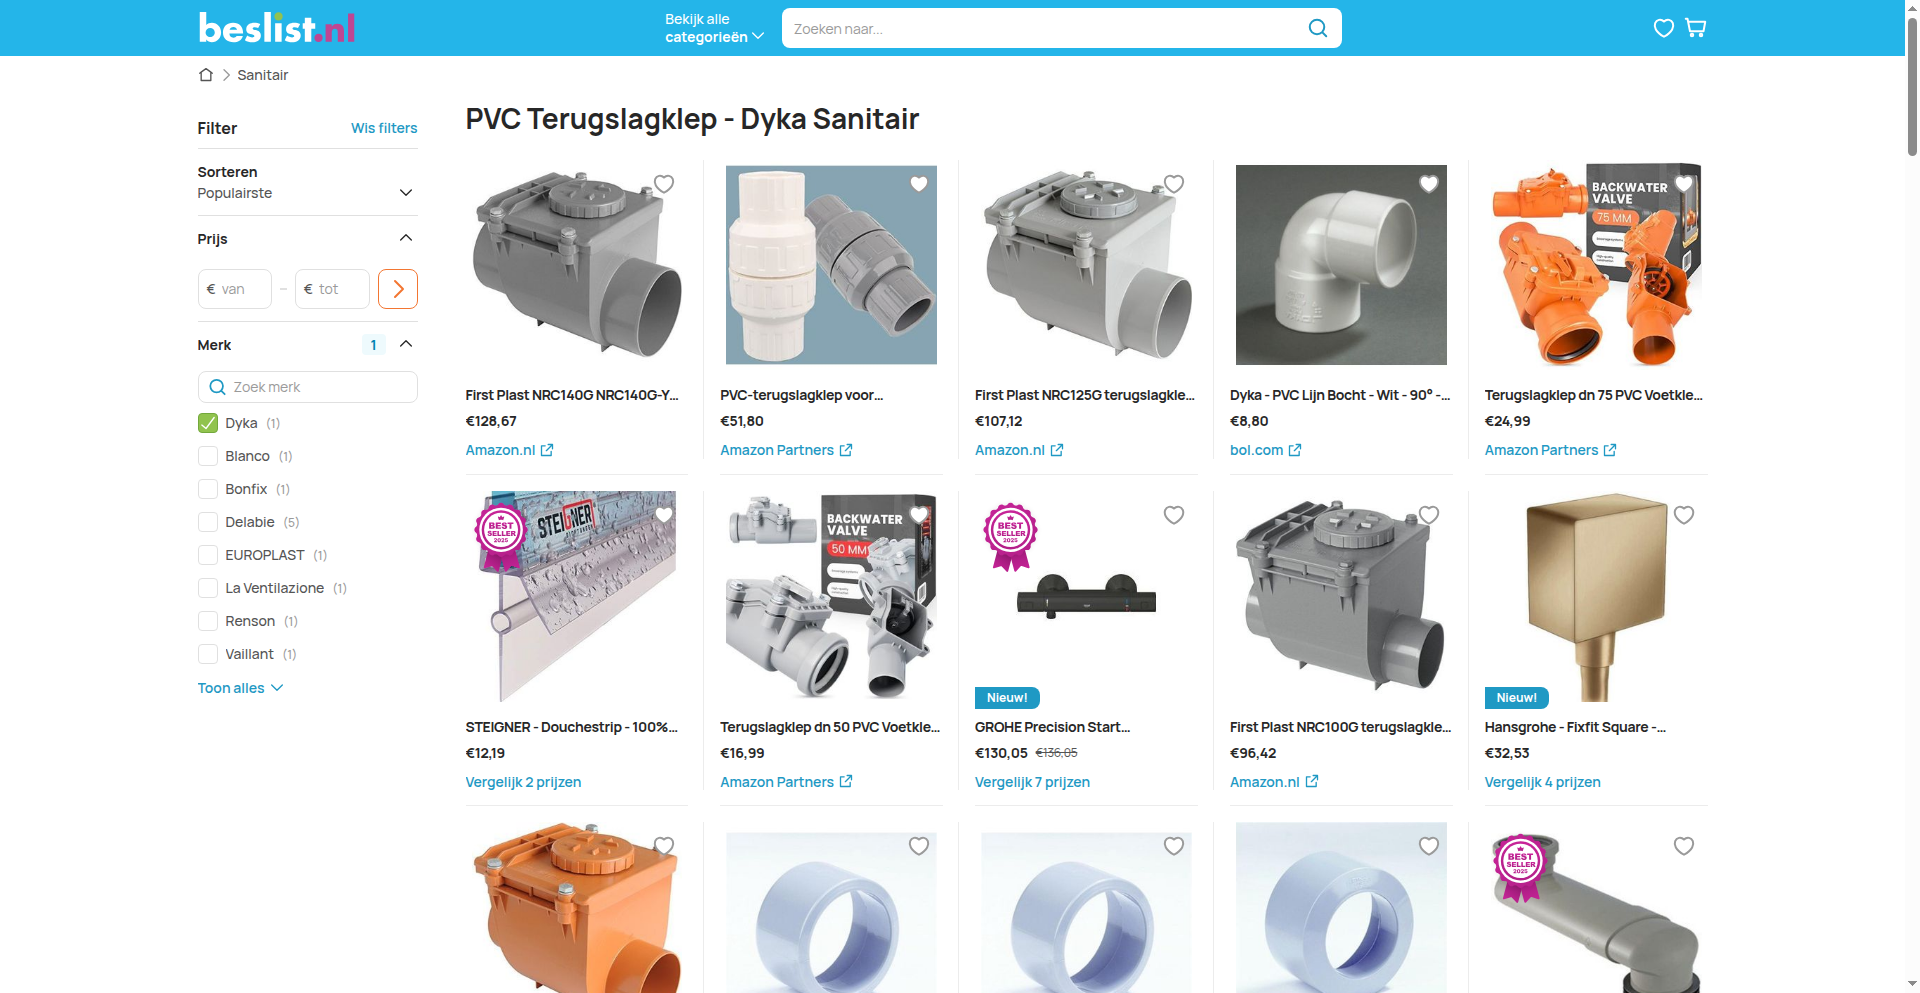 beslist.nl
Bekijk alle
categorieën
Zoeken naar...
Sanitair
Filter
Wis filters
Sorteren
Populairste
Prijs
€ van
–
€ tot
Merk
1
Zoek merk
Dyka (1)
Blanco (1)
Bonfix (1)
Delabie (5)
EUROPLAST (1)
La Ventilazione (1)
Renson (1)
Vaillant (1)
Toon alles
PVC Terugslagklep - Dyka Sanitair
BACKWATER
VALVE
75 MM
First Plast NRC140G NRC140G-Y...
€128,67
Amazon.nl
PVC-terugslagklep voor...
€51,80
Amazon Partners
First Plast NRC125G terugslagkle...
€107,12
Amazon.nl
Dyka - PVC Lijn Bocht - Wit - 90° -...
€8,80
bol.com
Terugslagklep dn 75 PVC Voetkle...
€24,99
Amazon Partners
STEIGNER
BEST
SELLER
2025
BACKWATER
VALVE
50 MM
BEST
SELLER
2025
Nieuw!
Nieuw!
STEIGNER - Douchestrip - 100%...
€12,19
Vergelijk 2 prijzen
Terugslagklep dn 50 PVC Voetkle...
€16,99
Amazon Partners
GROHE Precision Start...
€130,05 €136,05
Vergelijk 7 prijzen
First Plast NRC100G terugslagkle...
€96,42
Amazon.nl
Hansgrohe - Fixfit Square -...
€32,53
Vergelijk 4 prijzen
BEST
SELLER
2025